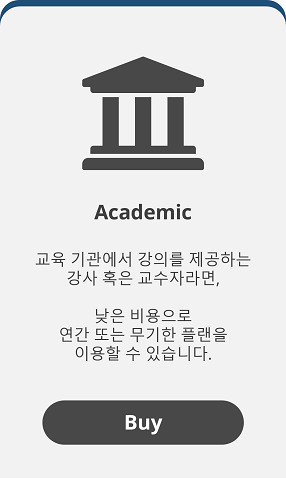 Academic
교육 기관에서 강의를 제공하는
강사 혹은 교수자라면,
낮은 비용으로
연간 또는 무기한 플랜을
이용할 수 있습니다.
Buy